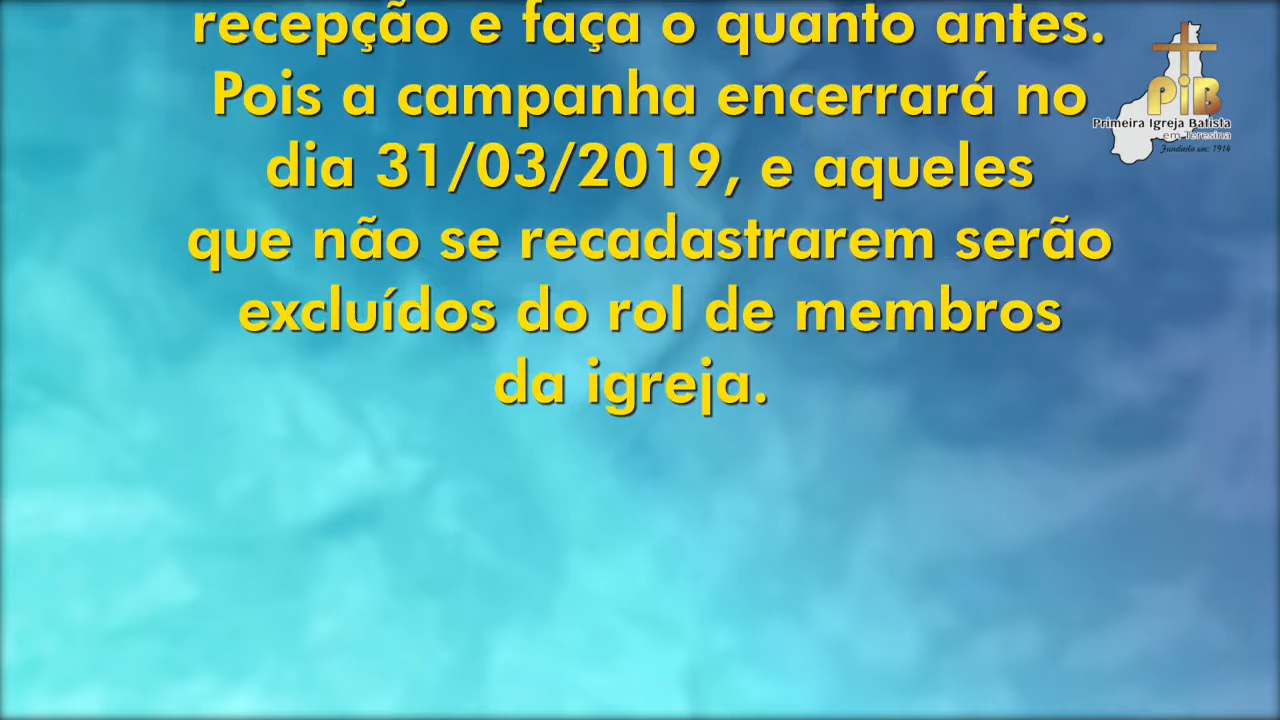 recepção e faça o quanto antes.
Pois a campanha encerrará no
dia 31/03/2019, e aqueles
que não se recadastrarem serão
excluídos do rol de membros
da igreja.
PiB
Primeira Igreja Batista
em Teresina
Fundada em: 1914